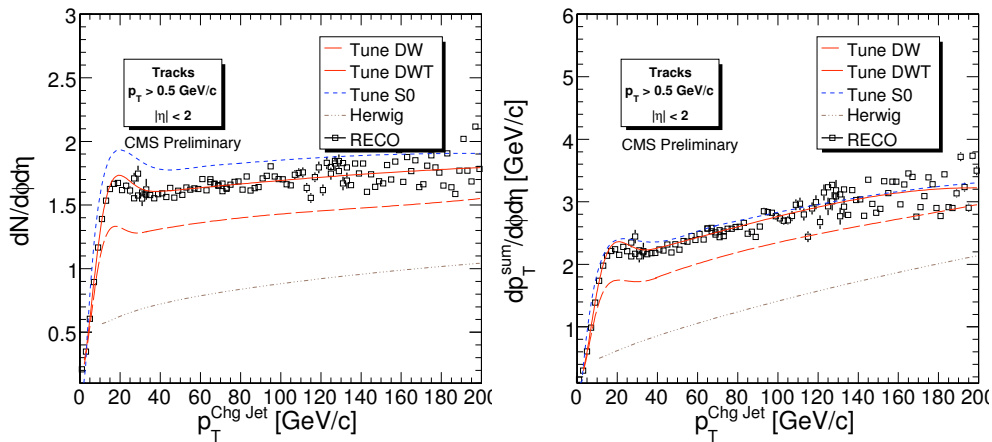 3
2.5
2
1.5
1
0.5
dN/dϕdη
0 20 40 60 80 100 120 140 160 180 200
p_T^Chg Jet [GeV/c]
Tracks
p_T > 0.5 GeV/c
|η| < 2
CMS Preliminary
Tune DW
Tune DWT
Tune S0
Herwig
RECO
6
5
4
3
2
1
dp_T^sum/dϕdη [GeV/c]
0 20 40 60 80 100 120 140 160 180 200
p_T^Chg Jet [GeV/c]
Tracks
p_T > 0.5 GeV/c
|η| < 2
CMS Preliminary
Tune DW
Tune DWT
Tune S0
Herwig
RECO